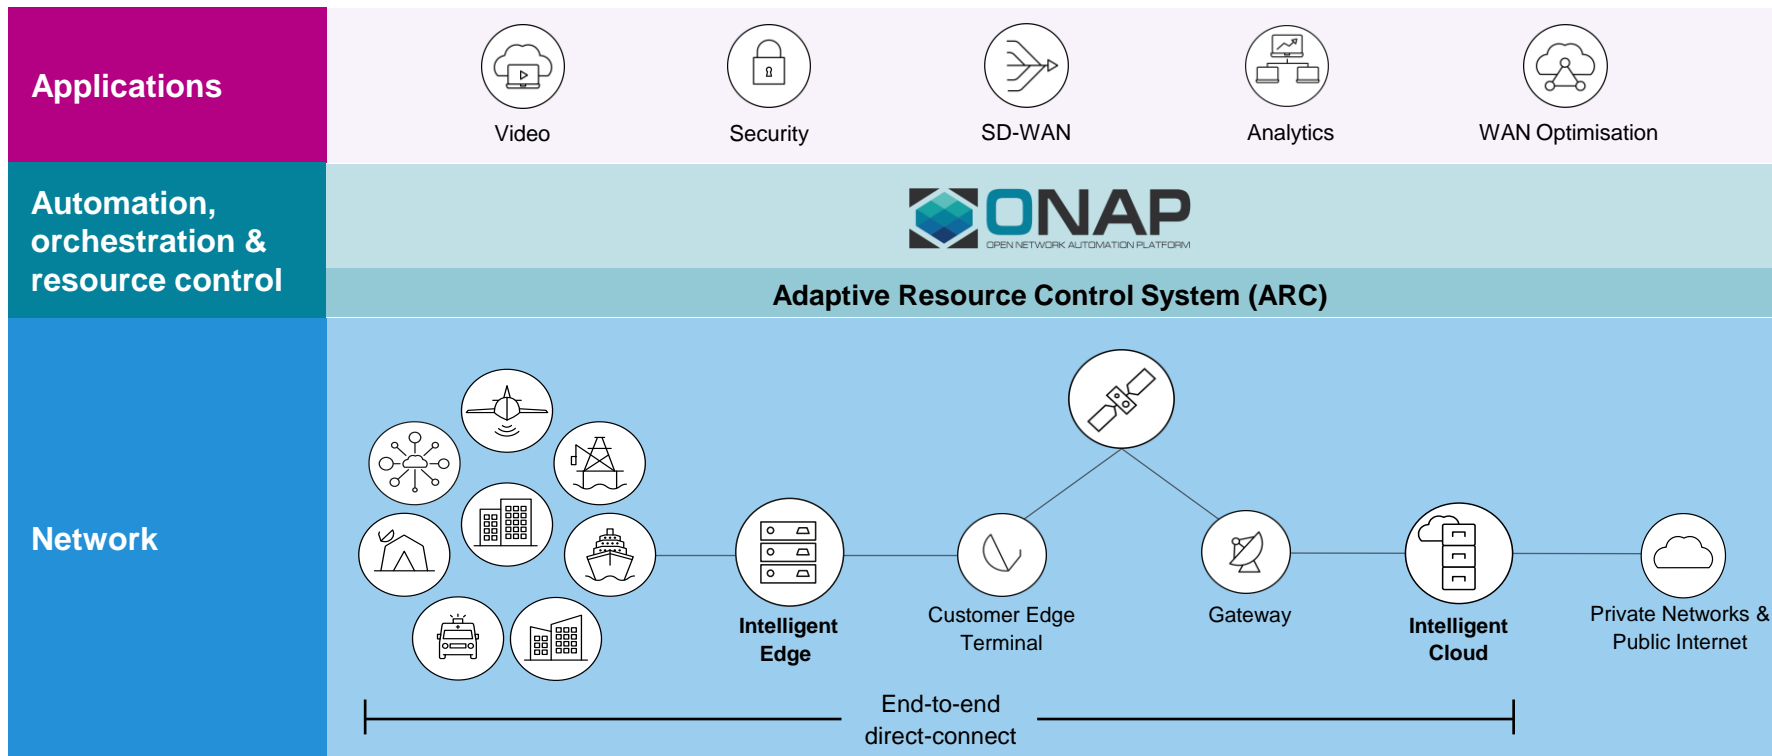 Applications
Video
Security
SD-WAN
Analytics
WAN Optimisation
Automation,
orchestration &
resource control
ONAP
OPEN NETWORK AUTOMATION PLATFORM
Adaptive Resource Control System (ARC)
Network
Intelligent
Edge
Customer Edge
Terminal
Gateway
Intelligent
Cloud
Private Networks &
Public Internet
End-to-end
direct-connect